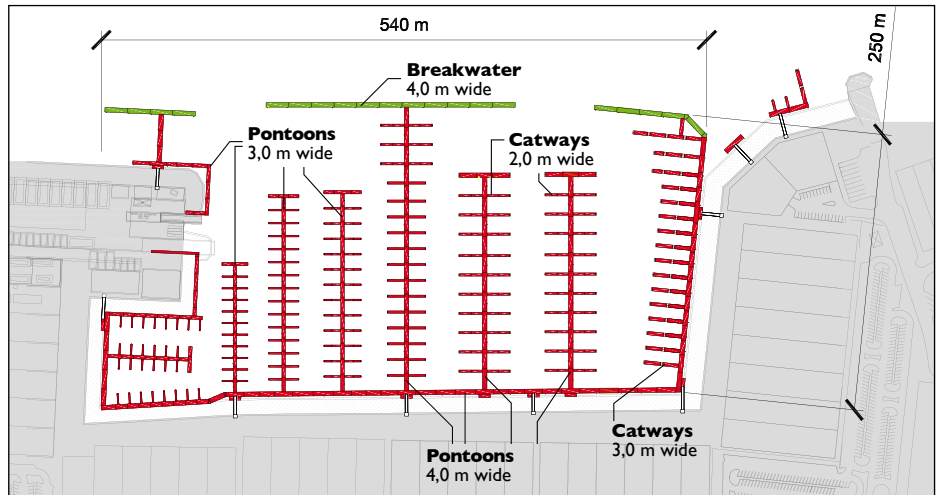 540 m
250 m
Breakwater
4,0 m wide
Pontoons
3,0 m wide
Catways
2,0 m wide
Catways
3,0 m wide
Pontoons
4,0 m wide